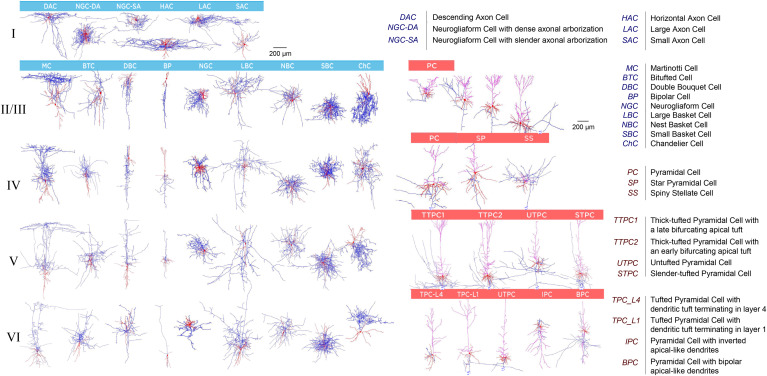 DAC NGC-DA NGC-SA HAC LAC SAC
I
200 µm
DAC Descending Axon Cell
NGC-DA Neurogliaform Cell with dense axonal arborization
NGC-SA Neurogliaform Cell with slender axonal arborization
HAC Horizontal Axon Cell
LAC Large Axon Cell
SAC Small Axon Cell
MC BTC DBC BP NGC LBC NBC SBC ChC
II/III
PC
200 µm
MC Martinotti Cell
BTC Bitufted Cell
DBC Double Bouquet Cell
BP Bipolar Cell
NGC Neurogliaform Cell
LBC Large Basket Cell
NBC Nest Basket Cell
SBC Small Basket Cell
ChC Chandelier Cell
IV
PC SP SS
PC Pyramidal Cell
SP Star Pyramidal Cell
SS Spiny Stellate Cell
V
TTPC1 TTPC2 UTPC STPC
TTPC1 Thick-tufted Pyramidal Cell with
a late bifurcating apical tuft
TTPC2 Thick-tufted Pyramidal Cell with
an early bifurcating apical tuft
UTPC Untufted Pyramidal Cell
STPC Slender-tufted Pyramidal Cell
VI
TPC-L4 TPC-L1 UTPC IPC BPC
TPC_L4 Tufted Pyramidal Cell with
dendritic tuft terminating in layer 4
TPC_L1 Tufted Pyramidal Cell with
dendritic tuft terminating in layer 1
IPC Pyramidal Cell with inverted
apical-like dendrites
BPC Pyramidal Cell with bipolar
apical-like dendrites